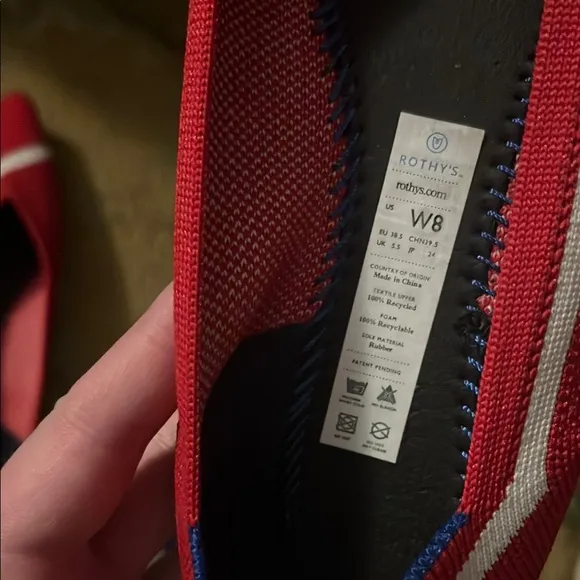 ROTHY'S
rothys.com
US W8
EU 38.5 CHN39.5
UK 5.5 JP 24
COUNTRY OF ORIGIN
Made in China
TEXTILE UPPER
100% Recycled
FOAM
100% Recyclable
SOLE MATERIAL
Rubber
PATENT PENDING